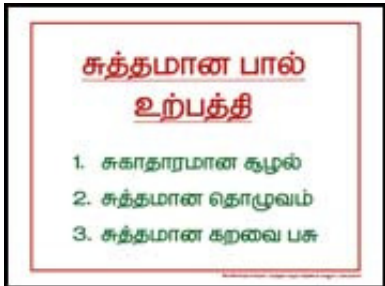 சுத்தமான பால்
உற்பத்தி
1. சுகாதாரமான சூழல்
2. சுத்தமான தொழுவம்
3. சுத்தமான கறவை பசு